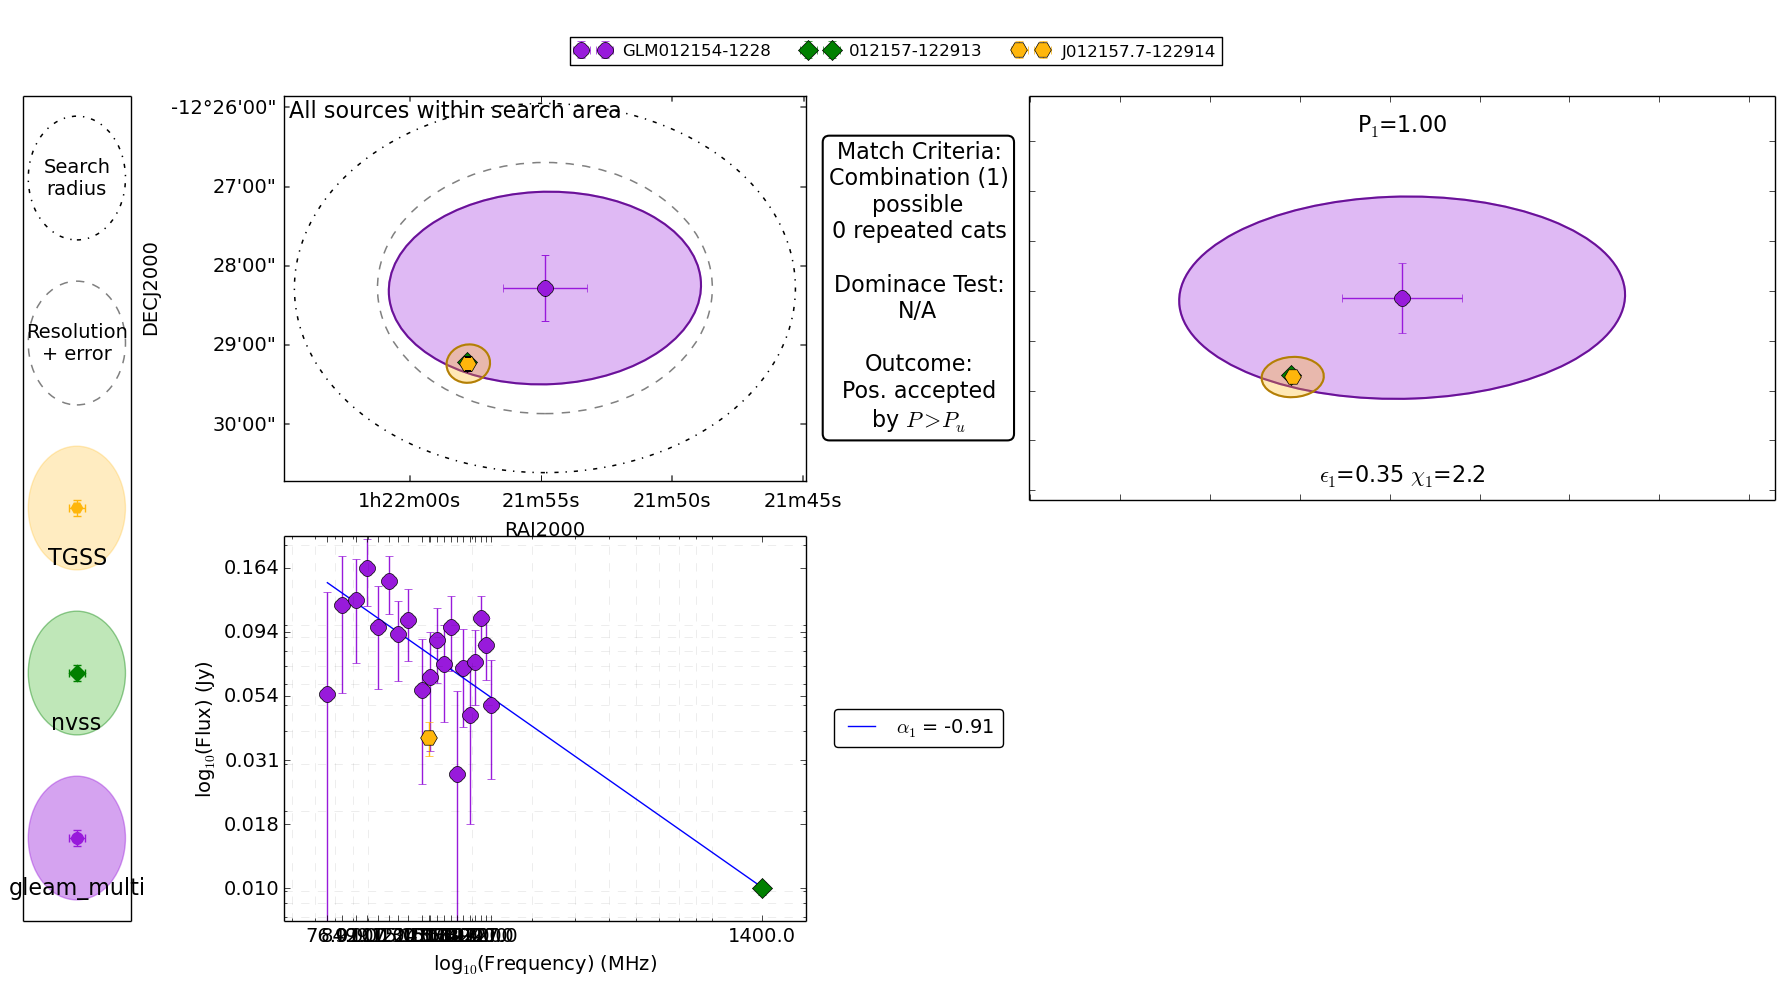 GLM012154-1228 012157-122913 J012157.7-122914
Search
radius
Resolution
+ error
TGSS
nvss
gleam_multi
All sources within search area
-12°26'00"
27'00"
28'00"
29'00"
30'00"
DECJ2000
1h22m00s 21m55s 21m50s 21m45s
RAJ2000
Match Criteria:
Combination (1)
possible
0 repeated cats
Dominace Test:
N/A
Outcome:
Pos. accepted
by P>Pu
P1=1.00
ϵ1=0.35 χ1=2.2
0.164
0.094
0.054
0.031
0.018
0.010
log10(Flux) (Jy)
1400.0
log10(Frequency) (MHz)
α1 = -0.91